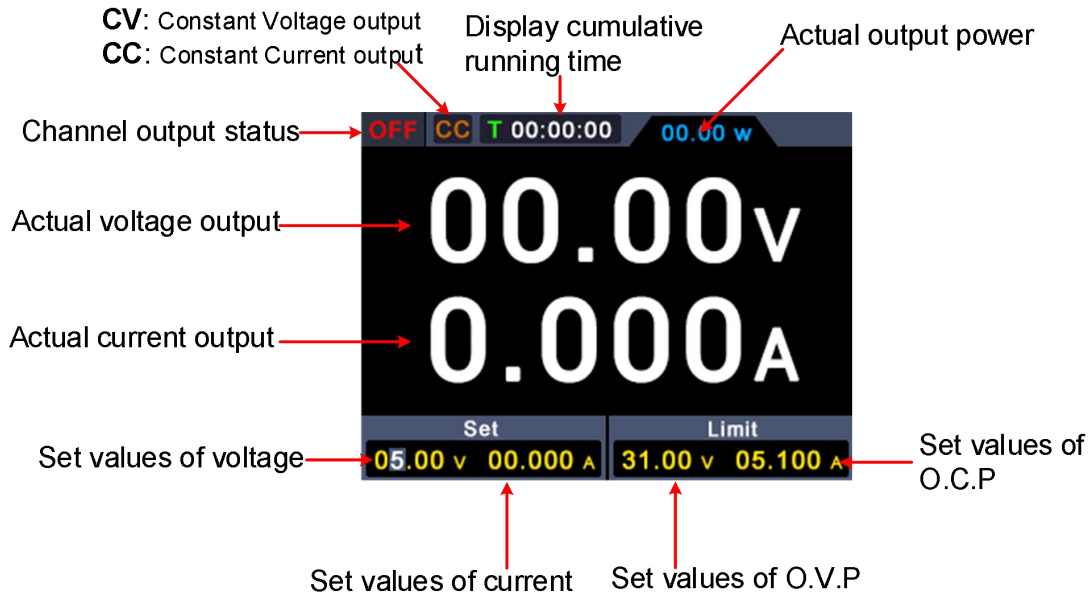 CV: Constant Voltage output
CC: Constant Current output
Display cumulative
running time
Actual output power
Channel output status
OFF CC T 00:00:00 00.00 W
Actual voltage output
00.00V
Actual current output
0.000A
Set Limit
Set values of voltage
05.00 V 00.000 A 31.00 V 05.100 A
Set values of
O.C.P
Set values of current
Set values of O.V.P